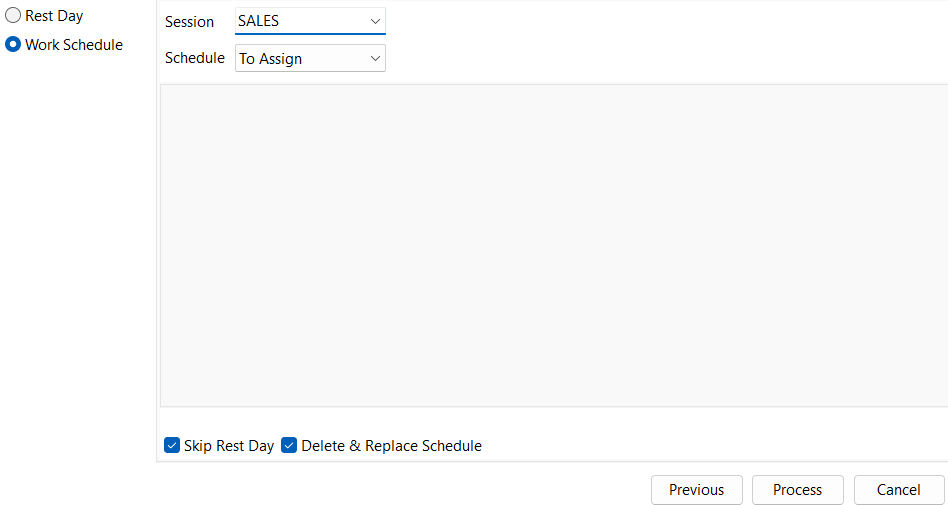 Rest Day
Work Schedule
Session SALES
Schedule To Assign
Skip Rest Day Delete & Replace Schedule
Previous Process Cancel